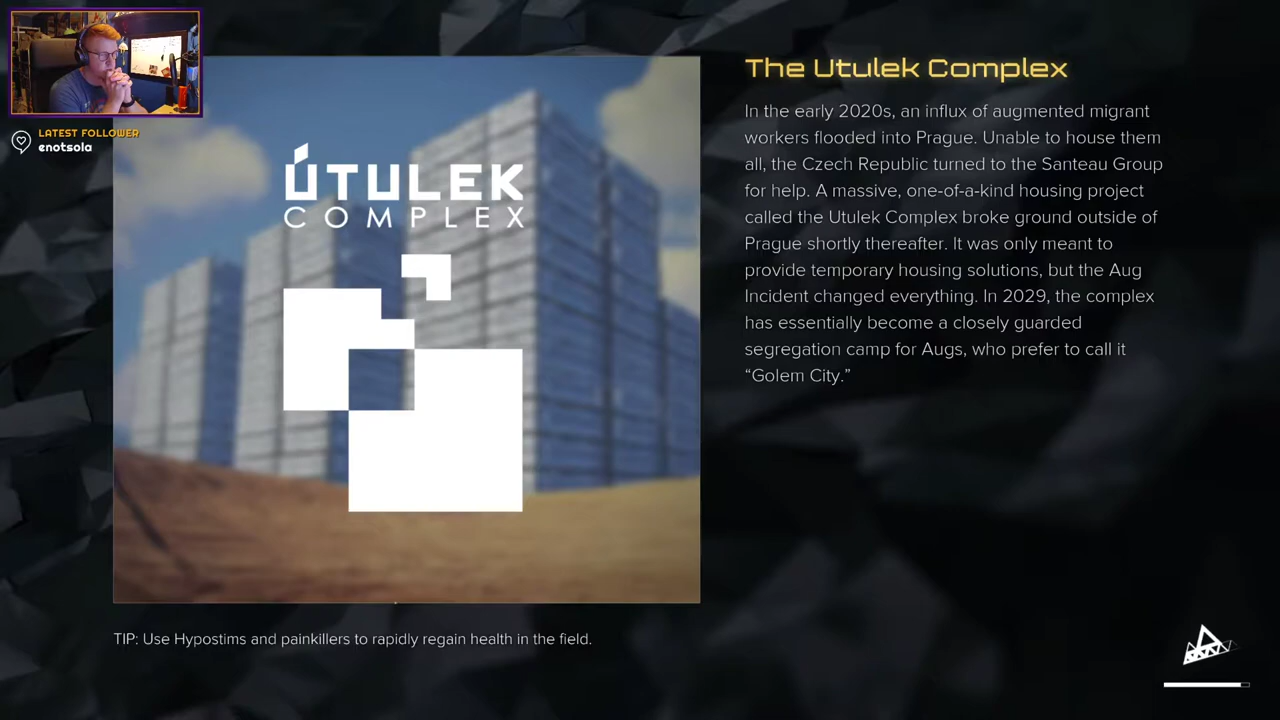 LATEST FOLLOWER
enotsola
ÚTULEK
COMPLEX
The Utulek Complex
In the early 2020s, an influx of augmented migrant
workers flooded into Prague. Unable to house them
all, the Czech Republic turned to the Santeau Group
for help. A massive, one-of-a-kind housing project
called the Utulek Complex broke ground outside of
Prague shortly thereafter. It was only meant to
provide temporary housing solutions, but the Aug
Incident changed everything. In 2029, the complex
has essentially become a closely guarded
segregation camp for Augs, who prefer to call it
“Golem City.”
TIP: Use Hypostims and painkillers to rapidly regain health in the field.